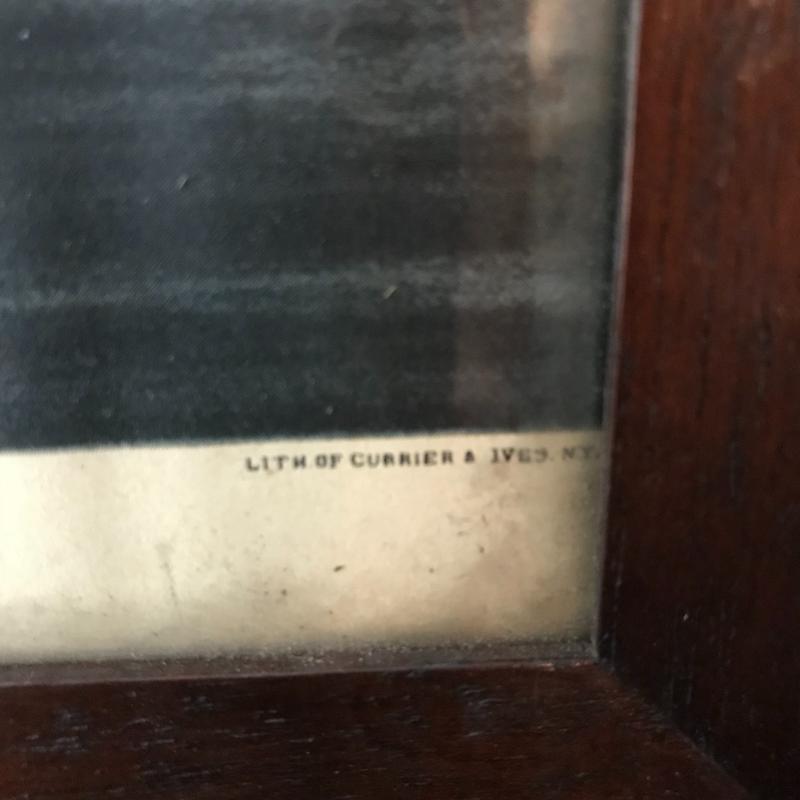 LITH. OF CURRIER & IVES. N.Y.